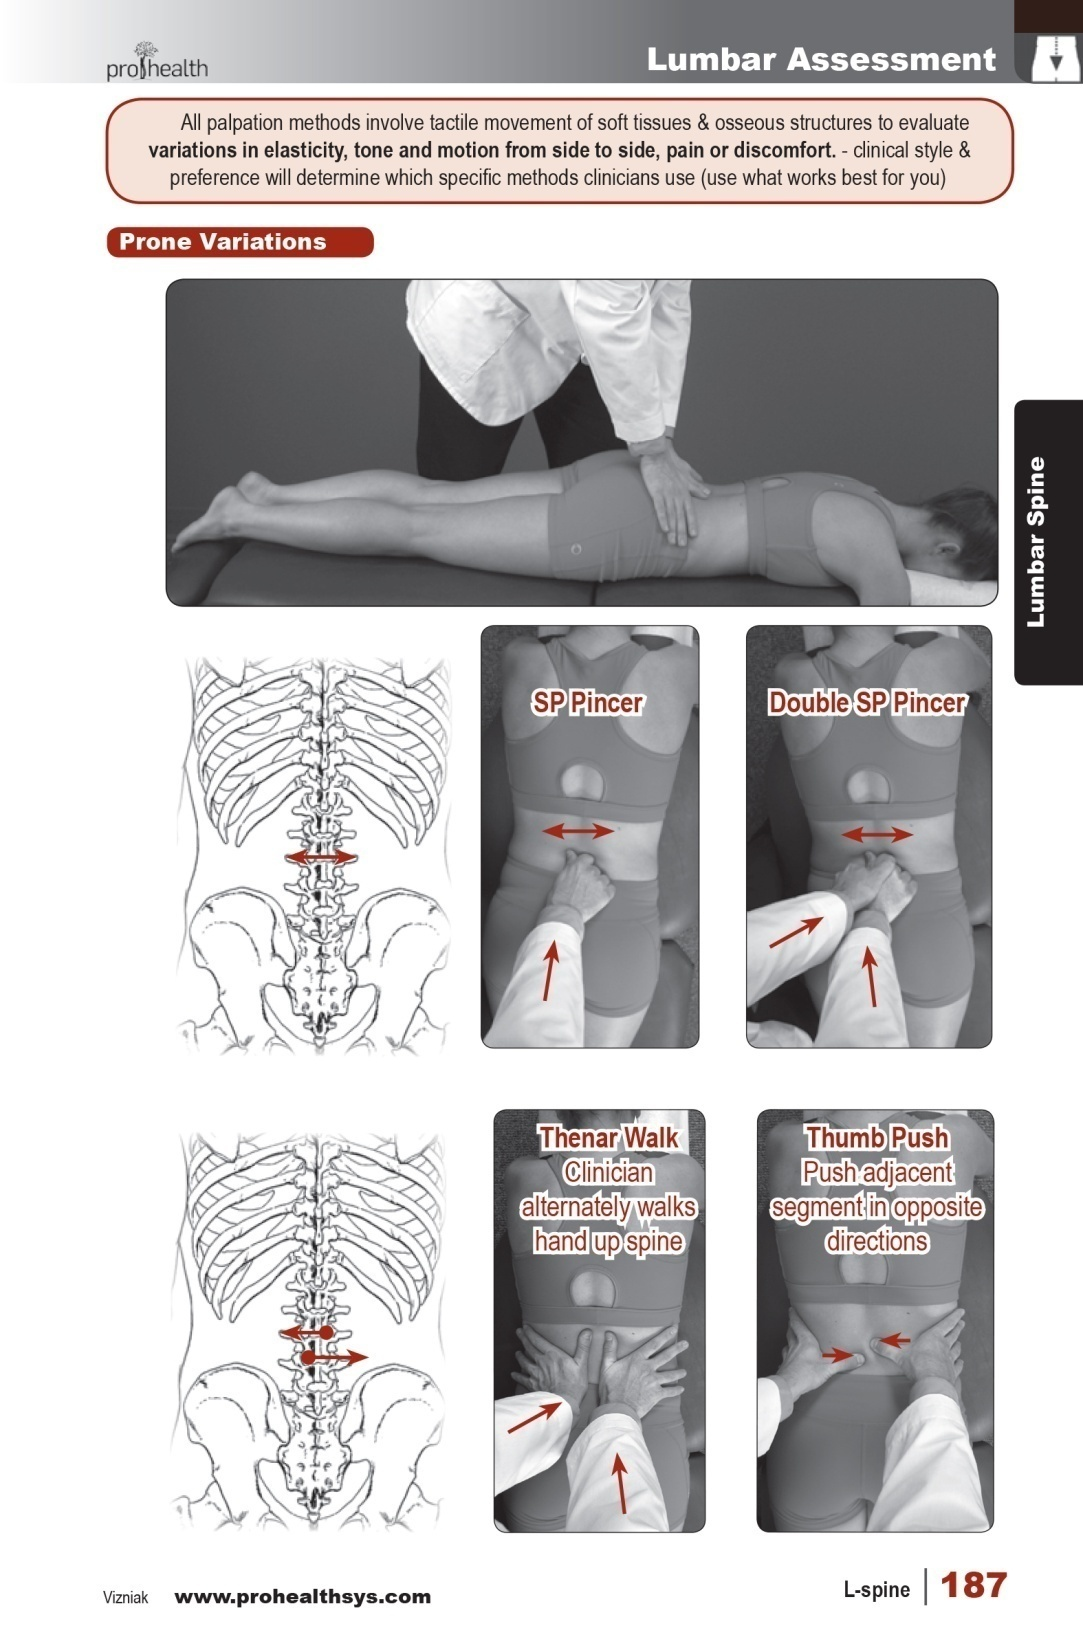 prohealth
Lumbar Assessment
All palpation methods involve tactile movement of soft tissues & osseous structures to evaluate
variations in elasticity, tone and motion from side to side, pain or discomfort. - clinical style &
preference will determine which specific methods clinicians use (use what works best for you)
Prone Variations
Lumbar Spine
SP Pincer
Double SP Pincer
Thenar Walk
Clinician
alternately walks
hand up spine
Thumb Push
Push adjacent
segment in opposite
directions
Vizniak www.prohealthsys.com
L-spine 187